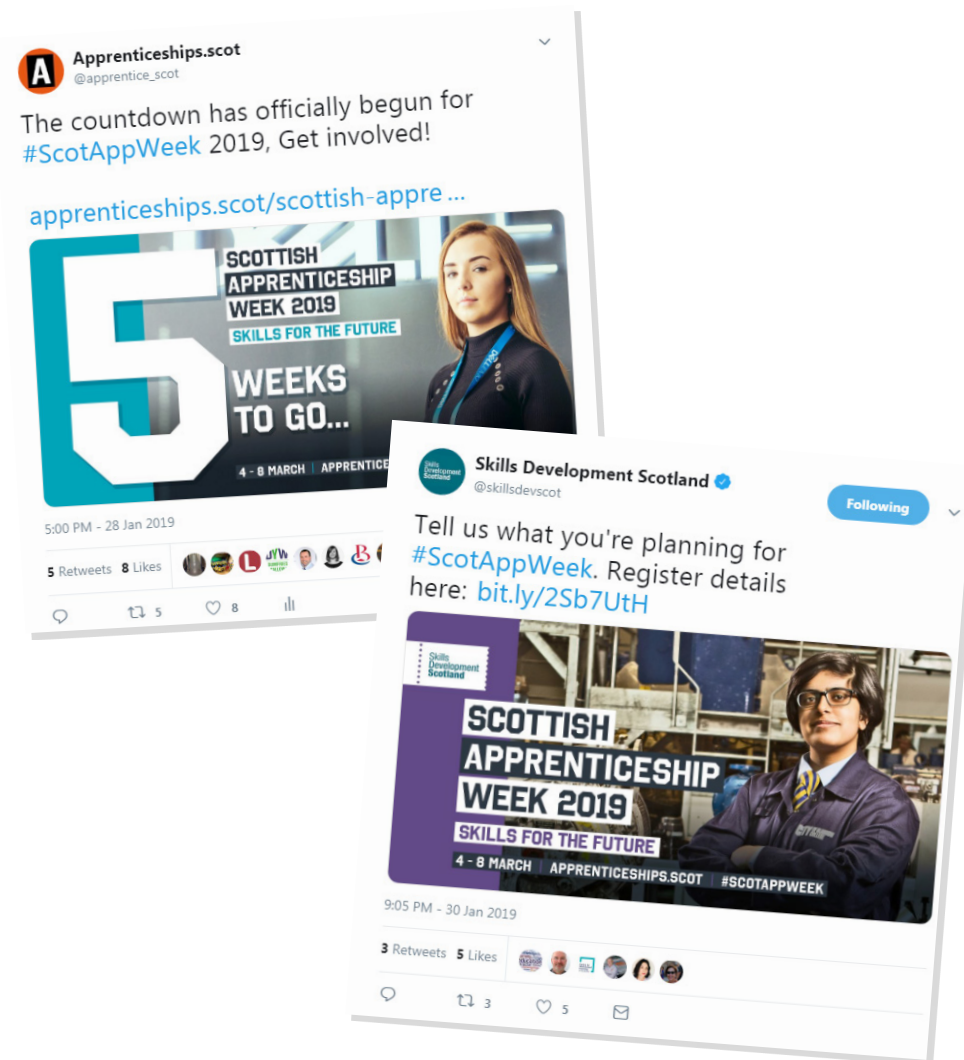 Apprenticeships.scot
@apprentice_scot
The countdown has officially begun for
#ScotAppWeek 2019, Get involved!
apprenticeships.scot/scottish-appre ...
5
SCOTTISH
APPRENTICESHIP
WEEK 2019
SKILLS FOR THE FUTURE
WEEKS
TO GO...
4 - 8 MARCH | APPRENTICE
5:00 PM - 28 Jan 2019
5 Retweets 8 Likes
5 8
Skills Development Scotland
@skillsdevscot
Following
Tell us what you're planning for
#ScotAppWeek. Register details
here: bit.ly/2Sb7UtH
Skills
Development
Scotland
SCOTTISH
APPRENTICESHIP
WEEK 2019
SKILLS FOR THE FUTURE
4 - 8 MARCH | APPRENTICESHIPS.SCOT | #SCOTAPPWEEK
9:05 PM - 30 Jan 2019
3 Retweets 5 Likes
3 5